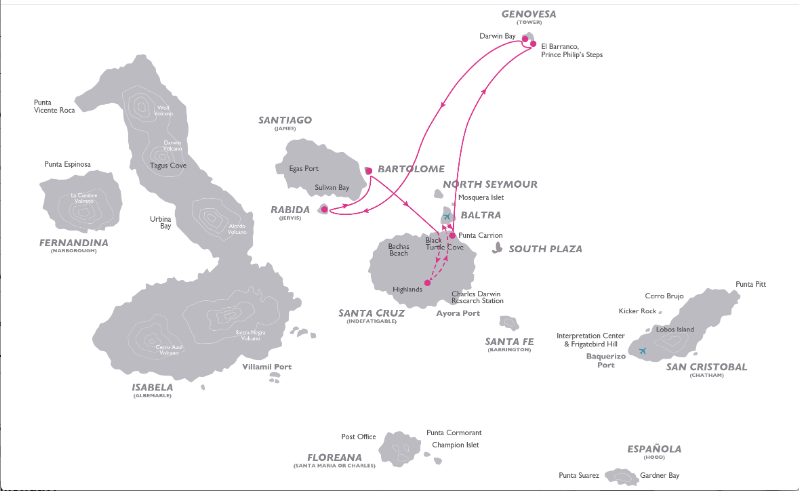 GENOVESA
(TOWER)
Darwin Bay
El Barranco,
Prince Philip's Steps
Punta
Vicente Roca
Wolf
Volcano
SANTIAGO
(JAMES)
Darwin
Volcano
Tagus Cove
Punta Espinosa
Egas Port
BARTOLOME
Sulivan Bay
NORTH SEYMOUR
Mosquera Islet
La Cumbre
Volcano
RABIDA
(JERVIS)
BALTRA
Urbina
Bay
Alcedo
Volcano
Punta Carrion
FERNANDINA
(NARBOROUGH)
Bachas
Beach
Black
Turtle Cove
SOUTH PLAZA
Highlands
Charles Darwin
Research Station
Punta Pitt
Cerro Brujo
SANTA CRUZ
(INDEFATIGABLE)
Ayora Port
Kicker Rock
Lobos Island
Sierra Negra
Volcano
Cerro Azul
Volcano
SANTA FE
(BARRINGTON)
Interpretation Center
& Frigatebird Hill
Baquerizo
Port
SAN CRISTOBAL
(CHATHAM)
Villamil Port
ISABELA
(ALBEMARLE)
Post Office
Punta Cormorant
Champion Islet
FLOREANA
(SANTA MARIA OR CHARLES)
ESPAÑOLA
(HOOD)
Punta Suarez
Gardner Bay